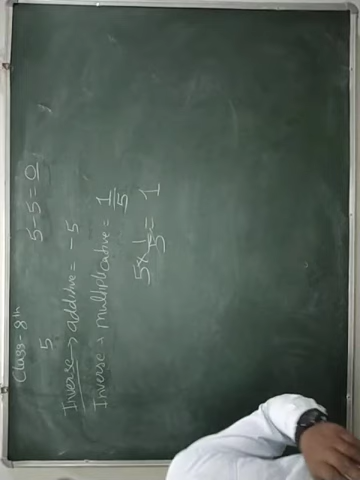 Class - 8th
5 5 - 5 = 0
Inverse → additive = - 5
Inverse → multiplicative = 1/5
5 × 1/5 = 1